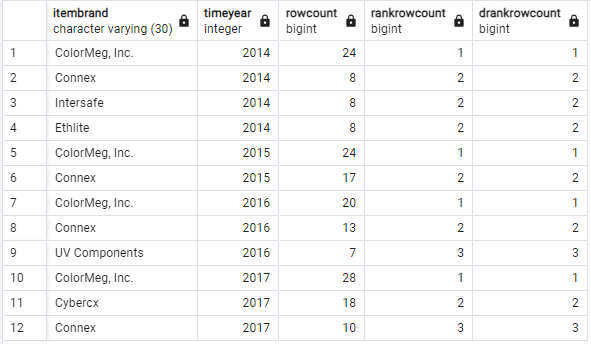 itembrand timeyear rowcount rankrowcount drankrowcount
character varying (30) integer bigint bigint bigint
1 ColorMeg, Inc. 2014 24 1 1
2 Connex 2014 8 2 2
3 Intersafe 2014 8 2 2
4 Ethlite 2014 8 2 2
5 ColorMeg, Inc. 2015 24 1 1
6 Connex 2015 17 2 2
7 ColorMeg, Inc. 2016 20 1 1
8 Connex 2016 13 2 2
9 UV Components 2016 7 3 3
10 ColorMeg, Inc. 2017 28 1 1
11 Cybercx 2017 18 2 2
12 Connex 2017 10 3 3